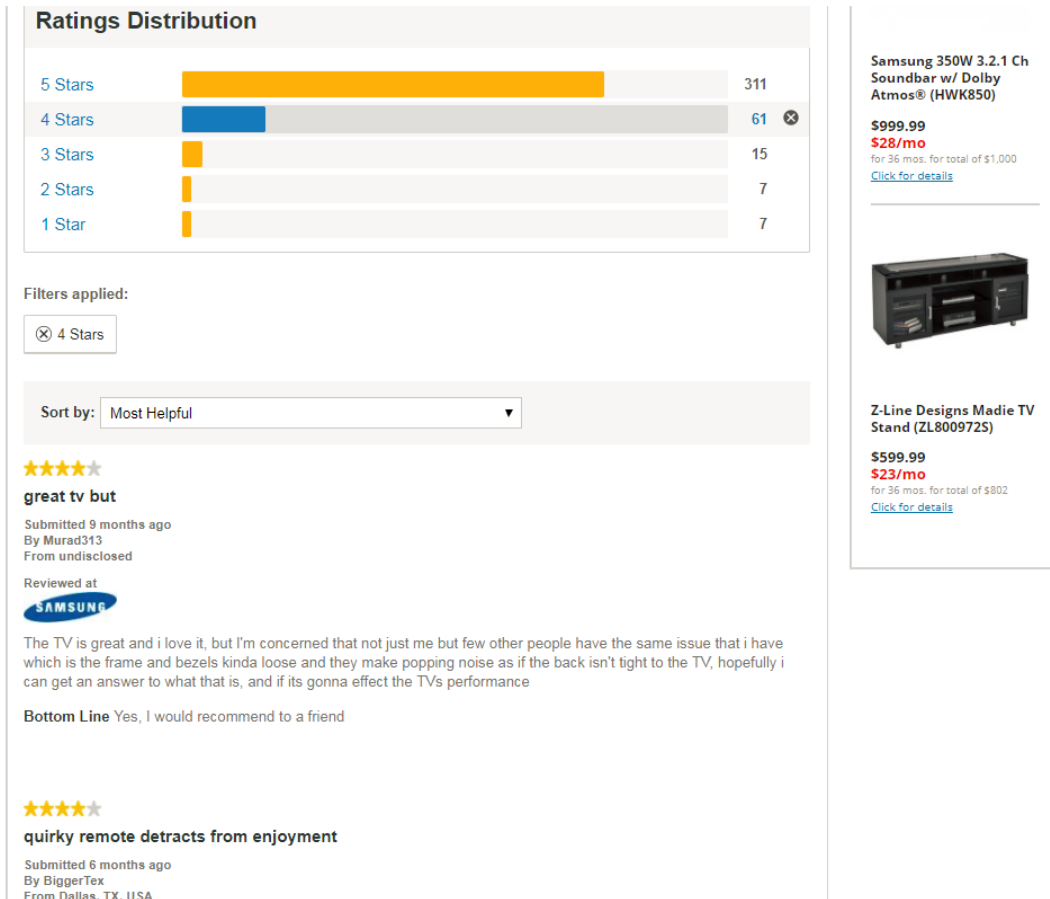 Ratings Distribution
5 Stars 311
4 Stars 61
3 Stars 15
2 Stars 7
1 Star 7
Filters applied:
4 Stars
Sort by: Most Helpful
great tv but
Submitted 9 months ago
By Murad313
From undisclosed
Reviewed at
SAMSUNG
The TV is great and i love it, but I'm concerned that not just me but few other people have the same issue that i have
which is the frame and bezels kinda loose and they make popping noise as if the back isn't tight to the TV, hopefully i
can get an answer to what that is, and if its gonna effect the TVs performance
Bottom Line Yes, I would recommend to a friend
quirky remote detracts from enjoyment
Submitted 6 months ago
By BiggerTex
From Dallas, TX, USA
Samsung 350W 3.2.1 Ch
Soundbar w/ Dolby
Atmos® (HWK850)
$999.99
$28/mo
for 36 mos. for total of $1,000
Click for details
Z-Line Designs Madie TV
Stand (ZL800972S)
$599.99
$23/mo
for 36 mos. for total of $802
Click for details